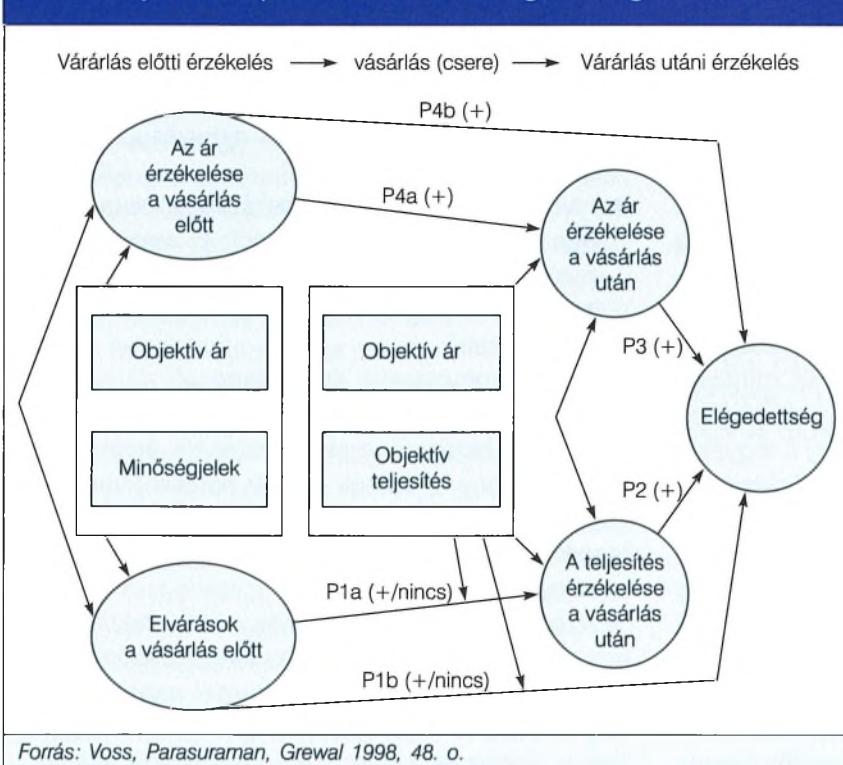 Várárlás előtti érzékelés → vásárlás (csere) → Várárlás utáni érzékelés
P4b (+)
Az ár
érzékelése
a vásárlás
előtt
P4a (+)
Az ár
érzékelése
a vásárlás
után
Objektív ár
Objektív ár
P3 (+)
Elégedettség
Minőségjelek
Objektív
teljesítés
P2 (+)
A teljesítés
érzékelése
a vásárlás
után
P1a (+/nincs)
Elvárások
a vásárlás előtt
P1b (+/nincs)
Forrás: Voss, Parasuraman, Grewal 1998, 48. o.